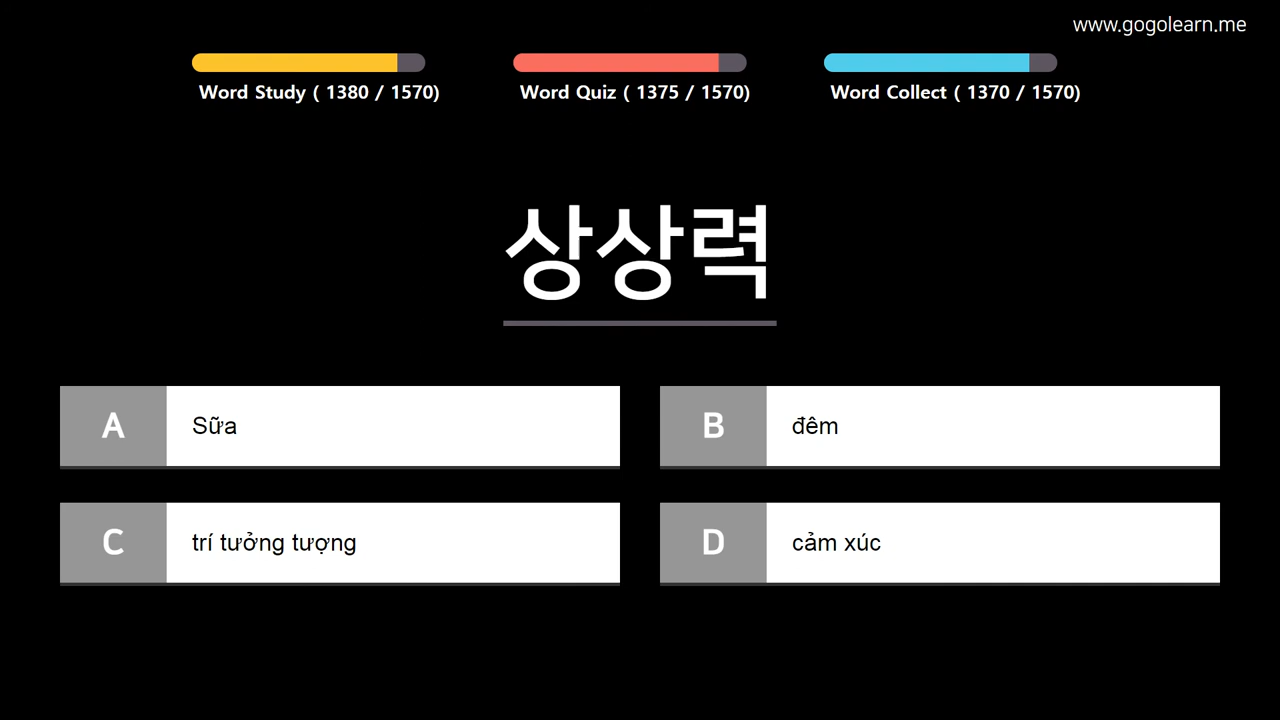 www.gogolearn.me
Word Study ( 1380 / 1570)
Word Quiz ( 1375 / 1570)
Word Collect ( 1370 / 1570)
상상력
A Sữa
B đêm
C trí tưởng tượng
D cảm xúc